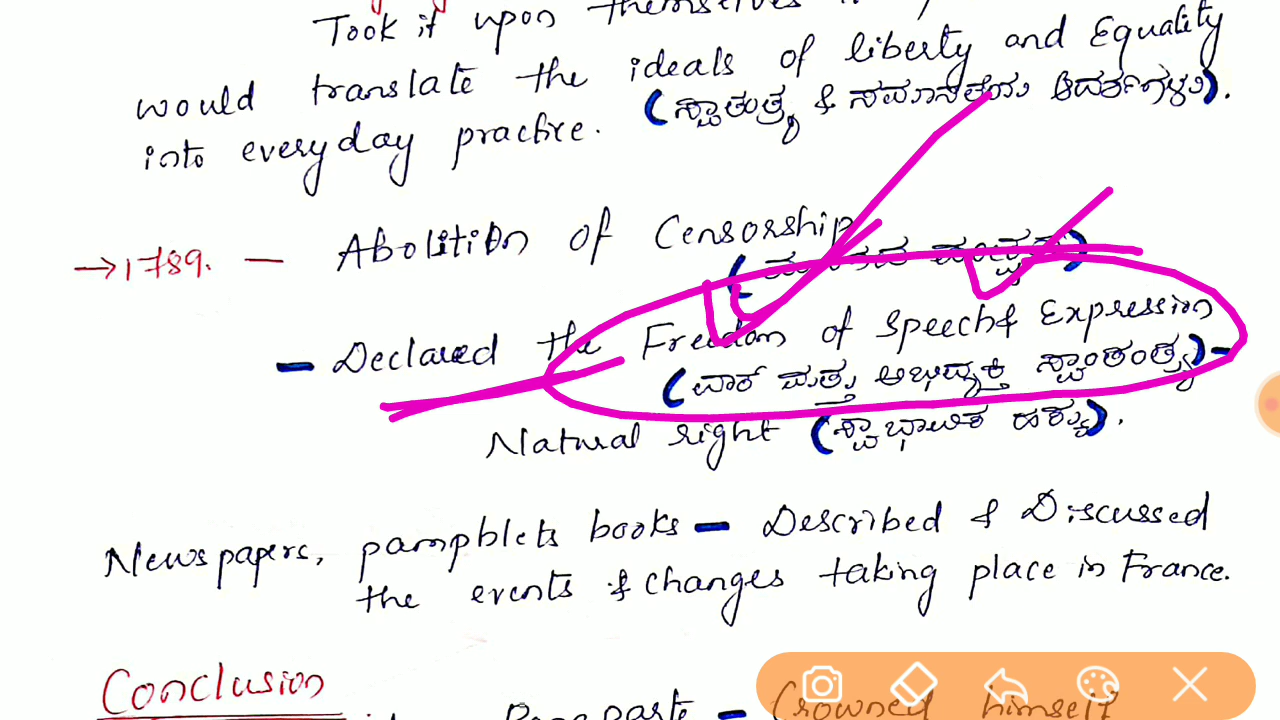 Took it upon themselves
would translate the ideals of liberty and Equality
(ಸ್ವಾತಂತ್ರ್ಯ & ಸಮಾನತೆಯ ಆದರ್ಶಗಳು).
into everyday practice.
→1789. — Abolition of Censorship
- Declared the Freedom of Speech & Expression
(ವಾಕ್ ಮತ್ತು ಅಭಿವ್ಯಕ್ತಿ ಸ್ವಾತಂತ್ರ್ಯ) -
Natural right (ಸ್ವಾಭಾವಿಕ ಹಕ್ಕು).
Newspapers, pamphlets books - Described & Discussed
the events & changes taking place in France.
Conclusion
- Crowned himself